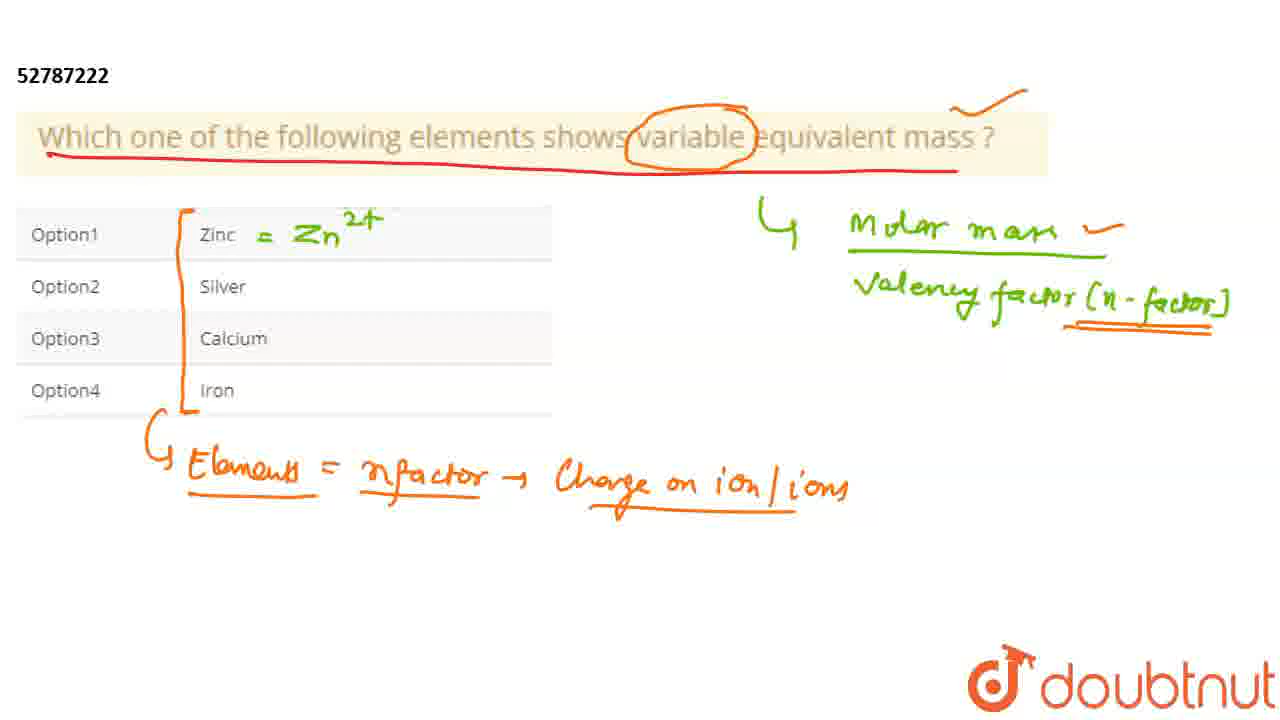 52787222
Which one of the following elements shows variable equivalent mass ?
Option1 Zinc = Zn2+
Option2 Silver
Option3 Calcium
Option4 Iron
Molar mass
Valency factor [n-factor]
Elements = n factor → Charge on ion/ions
doubtnut